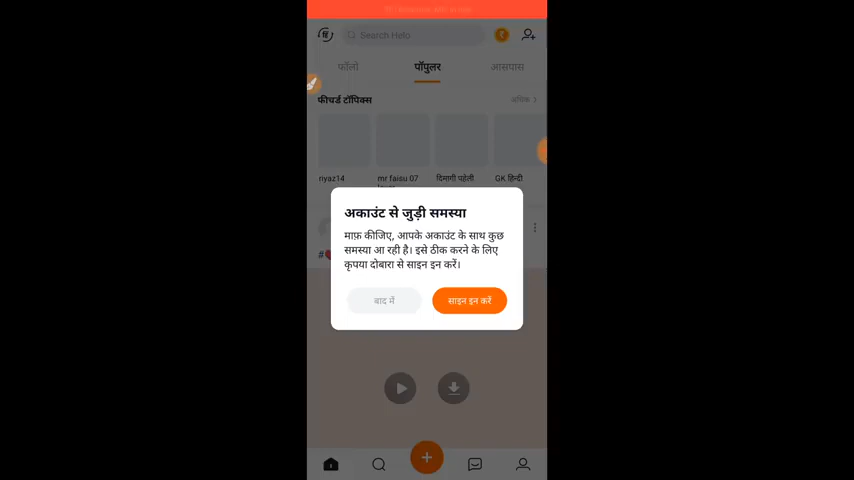 Search Helo
फॉलो
पॉपुलर
आसपास
फीचर्ड टॉपिक्स
अधिक
riyaz14
mr faisu 07
दिमागी पहेली
GK हिन्दी
अकाउंट से जुड़ी समस्या
माफ़ कीजिए, आपके अकाउंट के साथ कुछ
समस्या आ रही है। इसे ठीक करने के लिए
कृपया दोबारा से साइन इन करें।
बाद में
साइन इन करें